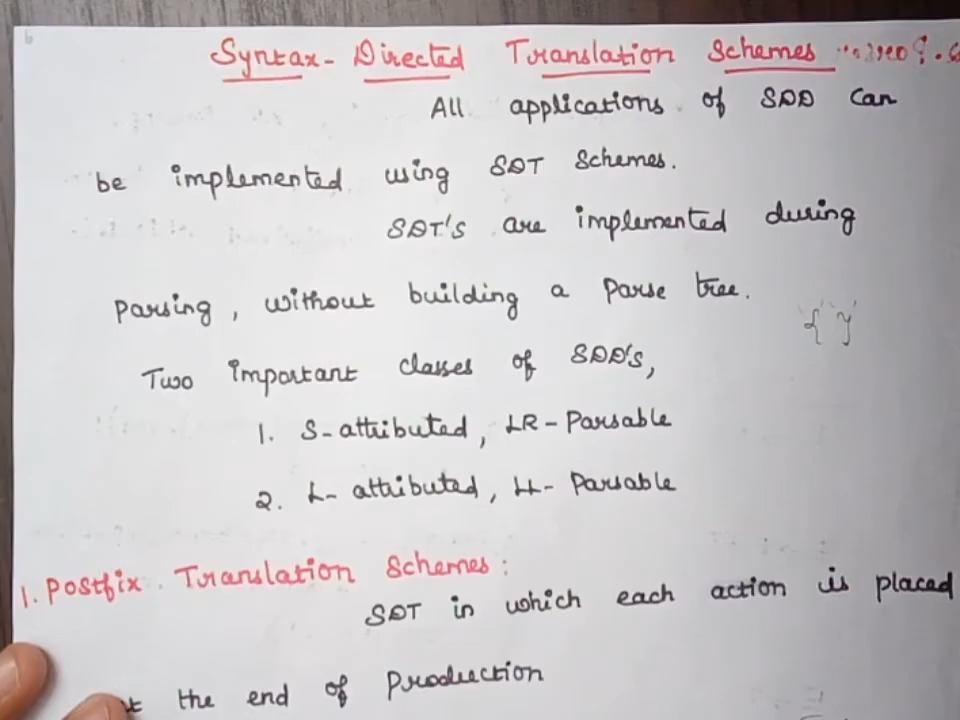 Syntax-Directed Translation Schemes
All applications of SDD can
be implemented using SDT Schemes.
SDT's are implemented during
Parsing, without building a Parse tree.
{ }
Two important classes of SDD's,
1. S-attributed, LR-Parsable
2. L-attributed, LL-Parsable
1. Postfix Translation Schemes:
SDT in which each action is placed
the end of Production